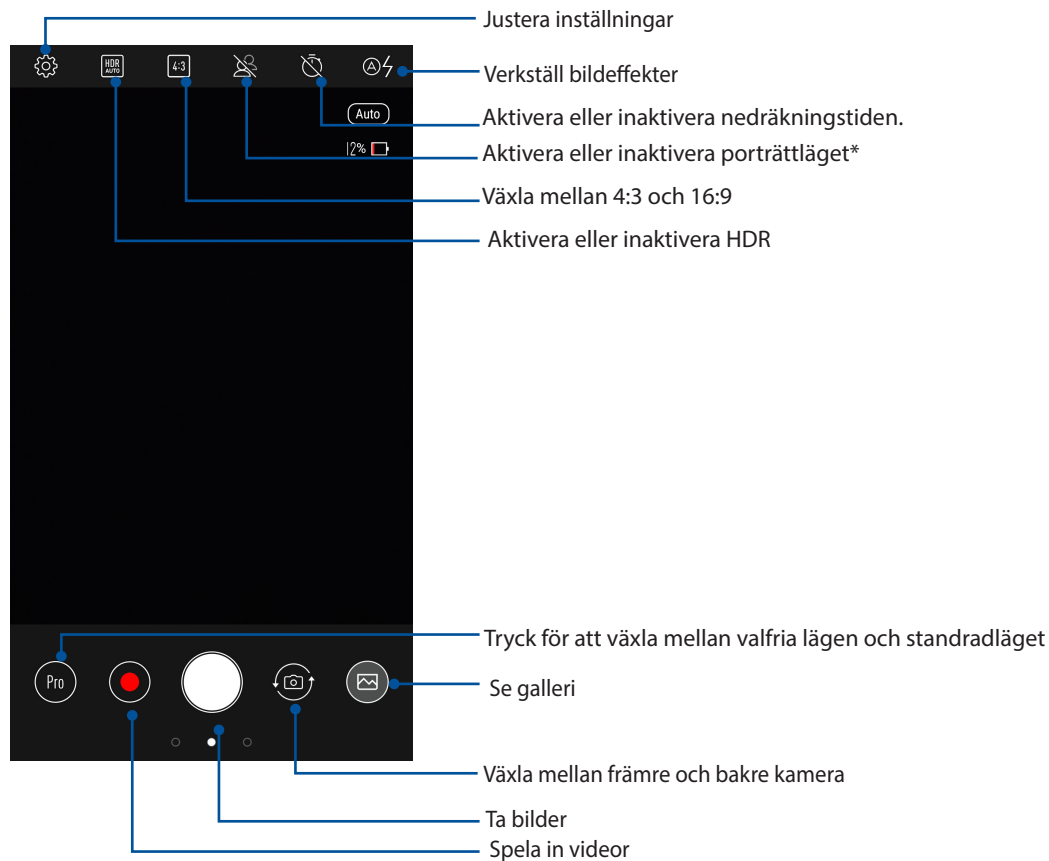 Justera inställningar
HDR
AUTO
4:3
A
Verkställ bildeffekter
Auto
Aktivera eller inaktivera nedräkningstiden.
12%
Aktivera eller inaktivera porträttläget*
Växla mellan 4:3 och 16:9
Aktivera eller inaktivera HDR
Tryck för att växla mellan valfria lägen och standradläget
Pro
Se galleri
Växla mellan främre och bakre kamera
Ta bilder
Spela in videor